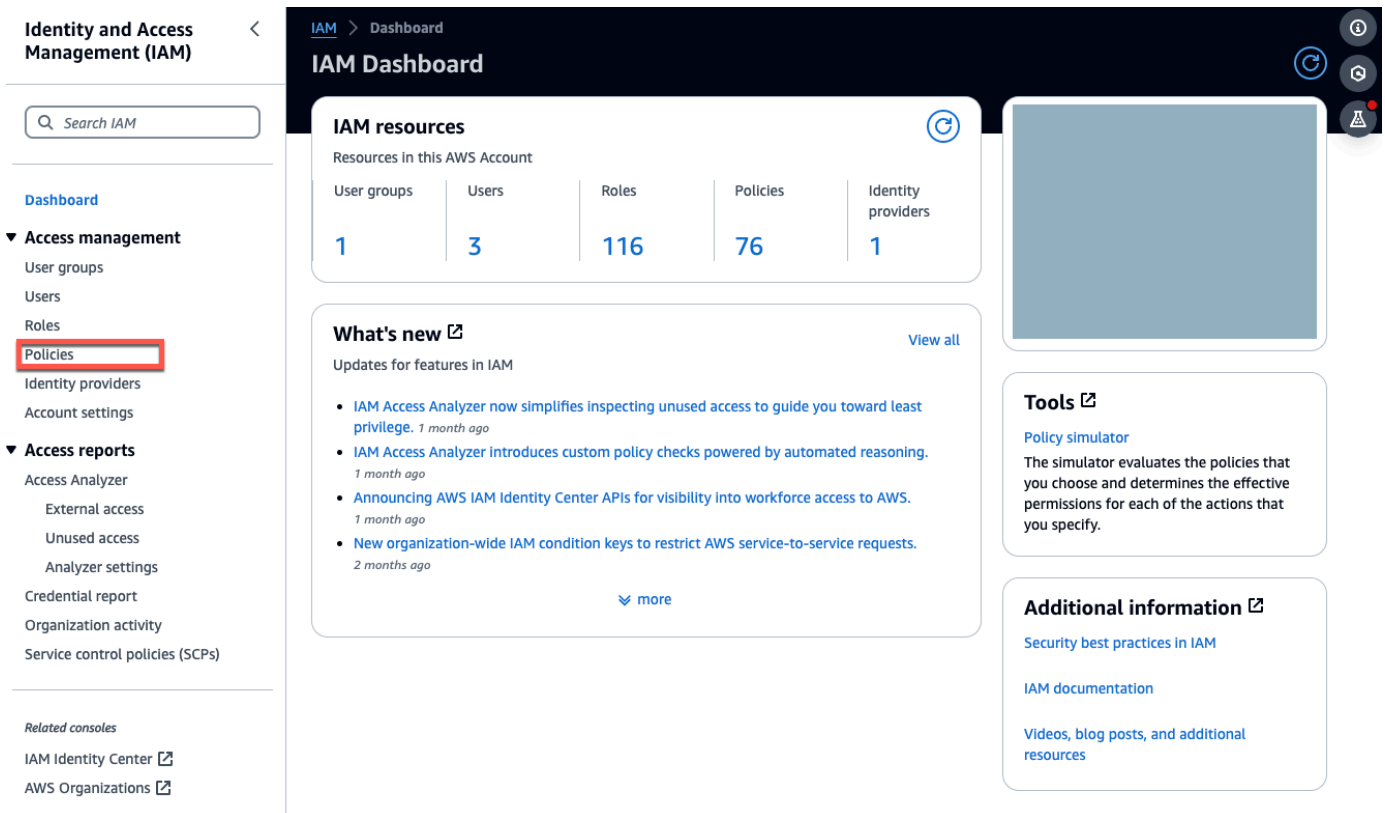 Identity and Access
Management (IAM)
Search IAM
Dashboard
Access management
User groups
Users
Roles
Policies
Identity providers
Account settings
Access reports
Access Analyzer
External access
Unused access
Analyzer settings
Credential report
Organization activity
Service control policies (SCPs)
Related consoles
IAM Identity Center
AWS Organizations
IAM > Dashboard
IAM Dashboard
IAM resources
Resources in this AWS Account
User groups
1
Users
3
Roles
116
Policies
76
Identity
providers
1
What's new
View all
Updates for features in IAM
• IAM Access Analyzer now simplifies inspecting unused access to guide you toward least
privilege. 1 month ago
• IAM Access Analyzer introduces custom policy checks powered by automated reasoning.
1 month ago
• Announcing AWS IAM Identity Center APIs for visibility into workforce access to AWS.
1 month ago
• New organization-wide IAM condition keys to restrict AWS service-to-service requests.
2 months ago
more
Tools
Policy simulator
The simulator evaluates the policies that
you choose and determines the effective
permissions for each of the actions that
you specify.
Additional information
Security best practices in IAM
IAM documentation
Videos, blog posts, and additional
resources